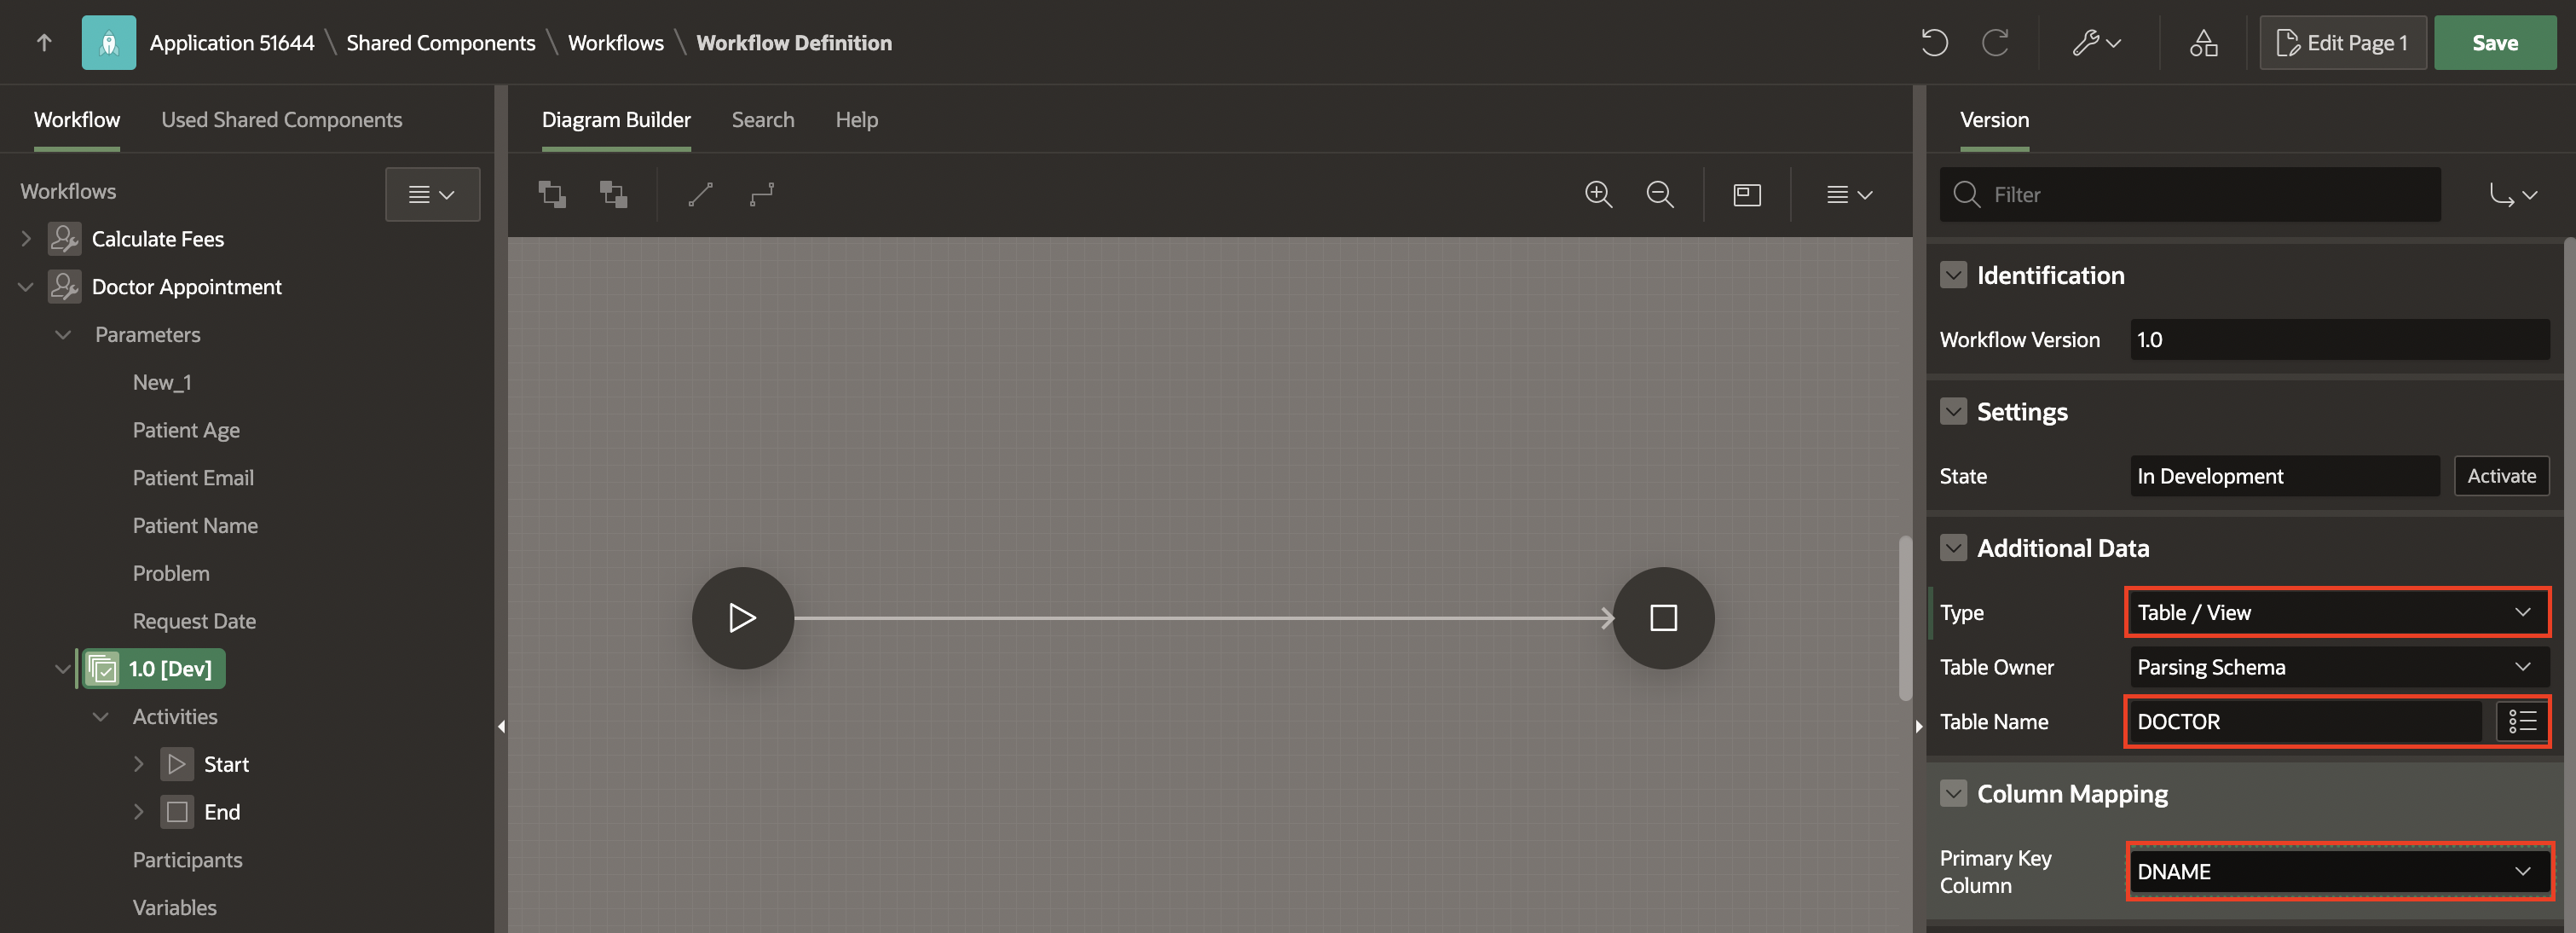 Application 51644 \ Shared Components \ Workflows \ Workflow Definition
Edit Page 1
Save
Workflow
Used Shared Components
Workflows
Calculate Fees
Doctor Appointment
Parameters
New_1
Patient Age
Patient Email
Patient Name
Problem
Request Date
1.0 [Dev]
Activities
Start
End
Participants
Variables
Diagram Builder
Search
Help
Version
Filter
Identification
Workflow Version 1.0
Settings
State In Development Activate
Additional Data
Type Table / View
Table Owner Parsing Schema
Table Name DOCTOR
Column Mapping
Primary Key
Column
DNAME